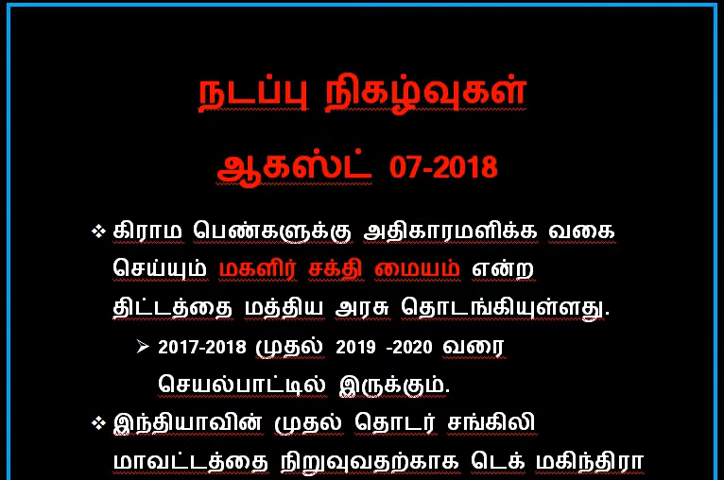 நடப்பு நிகழ்வுகள்
ஆகஸ்ட் 07-2018
❖ கிராம பெண்களுக்கு அதிகாரமளிக்க வகை
செய்யும் மகளிர் சக்தி மையம் என்ற
திட்டத்தை மத்திய அரசு தொடங்கியுள்ளது.
➢ 2017-2018 முதல் 2019 -2020 வரை
செயல்பாட்டில் இருக்கும்.
❖ இந்தியாவின் முதல் தொடர் சங்கிலி
மாவட்டத்தை நிறுவுவதற்காக டெக் மகிந்திரா